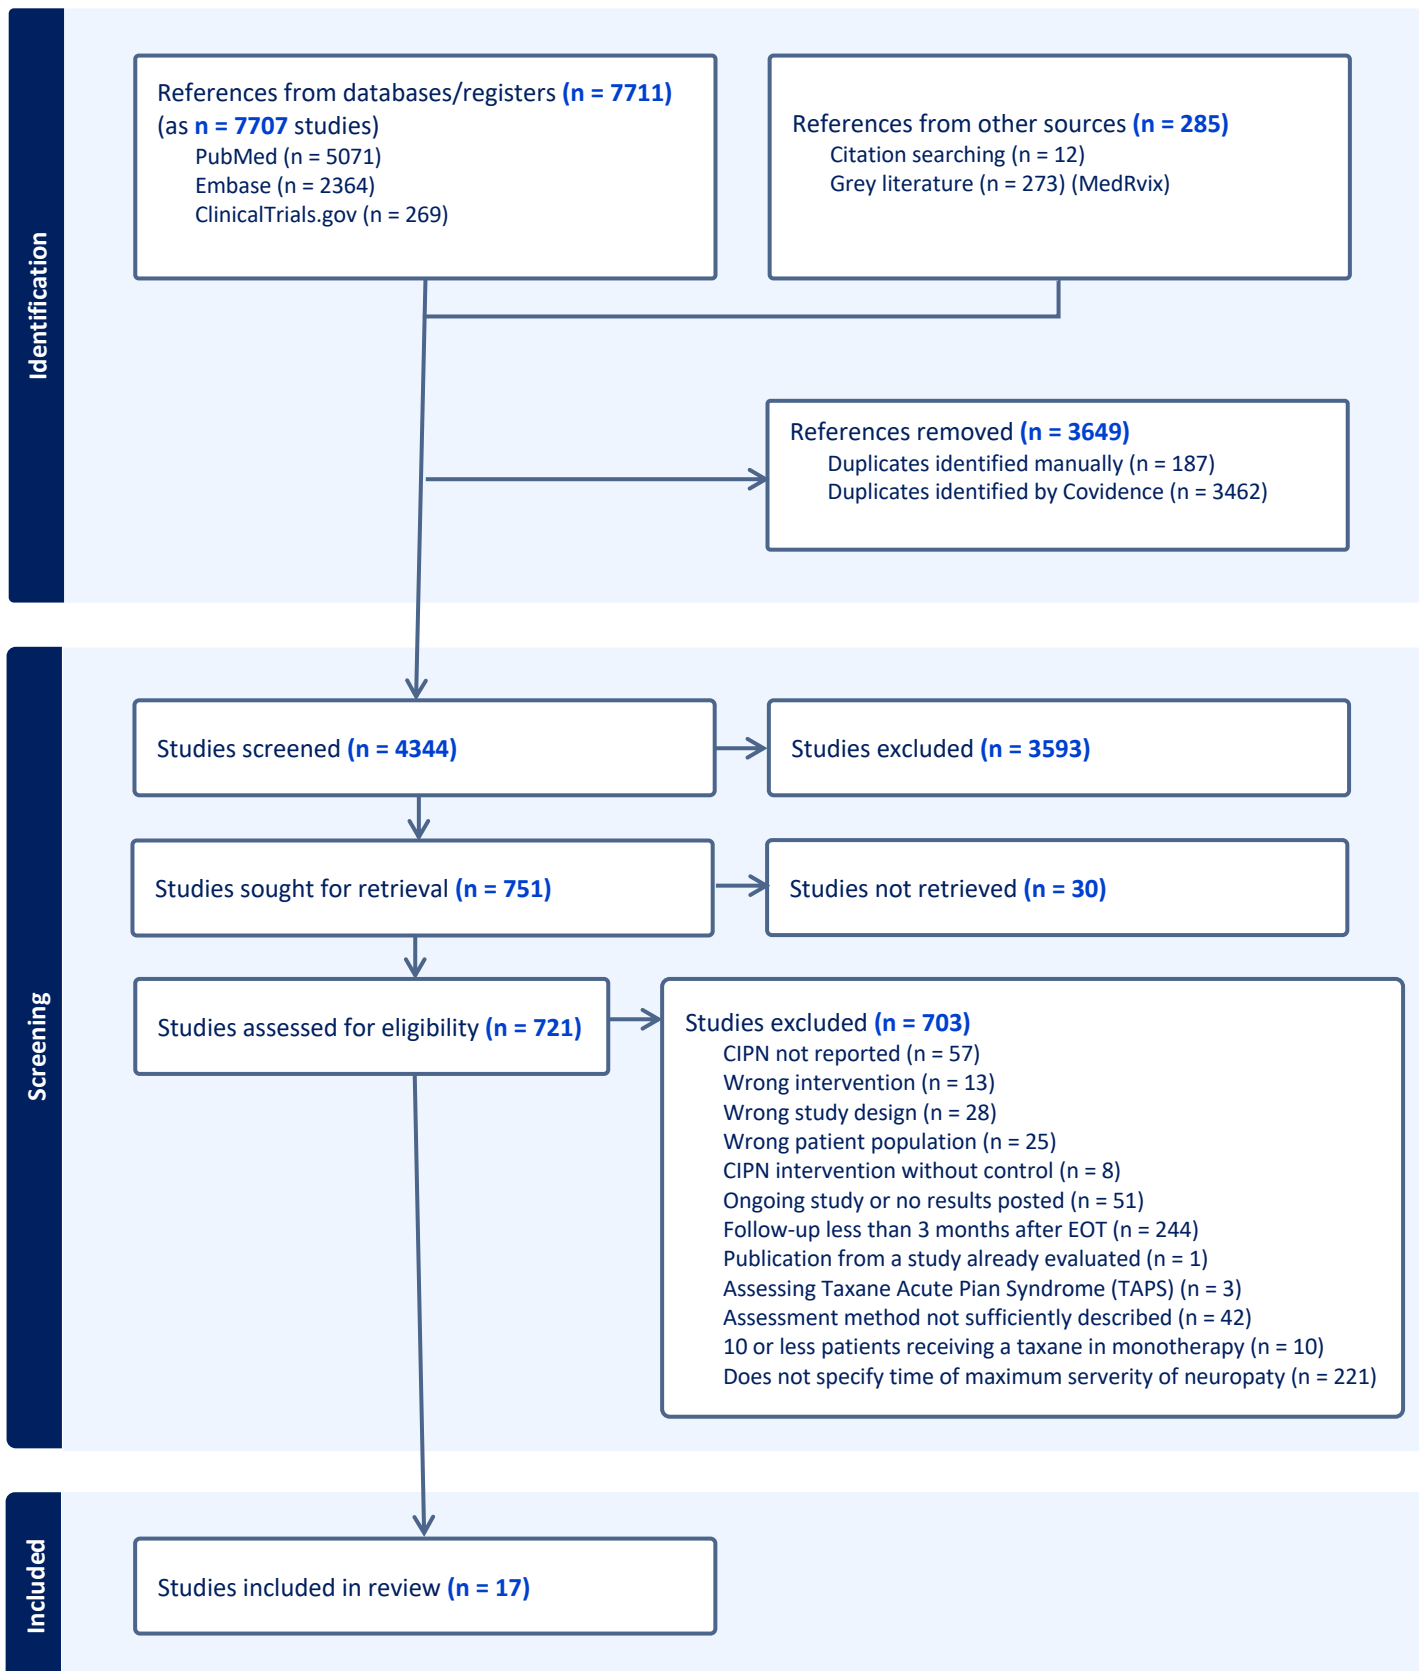 Identification
References from databases/registers (n = 7711)
(as n = 7707 studies)
PubMed (n = 5071)
Embase (n = 2364)
ClinicalTrials.gov (n = 269)
References from other sources (n = 285)
Citation searching (n = 12)
Grey literature (n = 273) (MedRvix)
References removed (n = 3649)
Duplicates identified manually (n = 187)
Duplicates identified by Covidence (n = 3462)
Screening
Studies screened (n = 4344)
Studies excluded (n = 3593)
Studies sought for retrieval (n = 751)
Studies not retrieved (n = 30)
Studies assessed for eligibility (n = 721)
Studies excluded (n = 703)
CIPN not reported (n = 57)
Wrong intervention (n = 13)
Wrong study design (n = 28)
Wrong patient population (n = 25)
CIPN intervention without control (n = 8)
Ongoing study or no results posted (n = 51)
Follow-up less than 3 months after EOT (n = 244)
Publication from a study already evaluated (n = 1)
Assessing Taxane Acute Pian Syndrome (TAPS) (n = 3)
Assessment method not sufficiently described (n = 42)
10 or less patients receiving a taxane in monotherapy (n = 10)
Does not specify time of maximum serverity of neuropaty (n = 221)
Included
Studies included in review (n = 17)